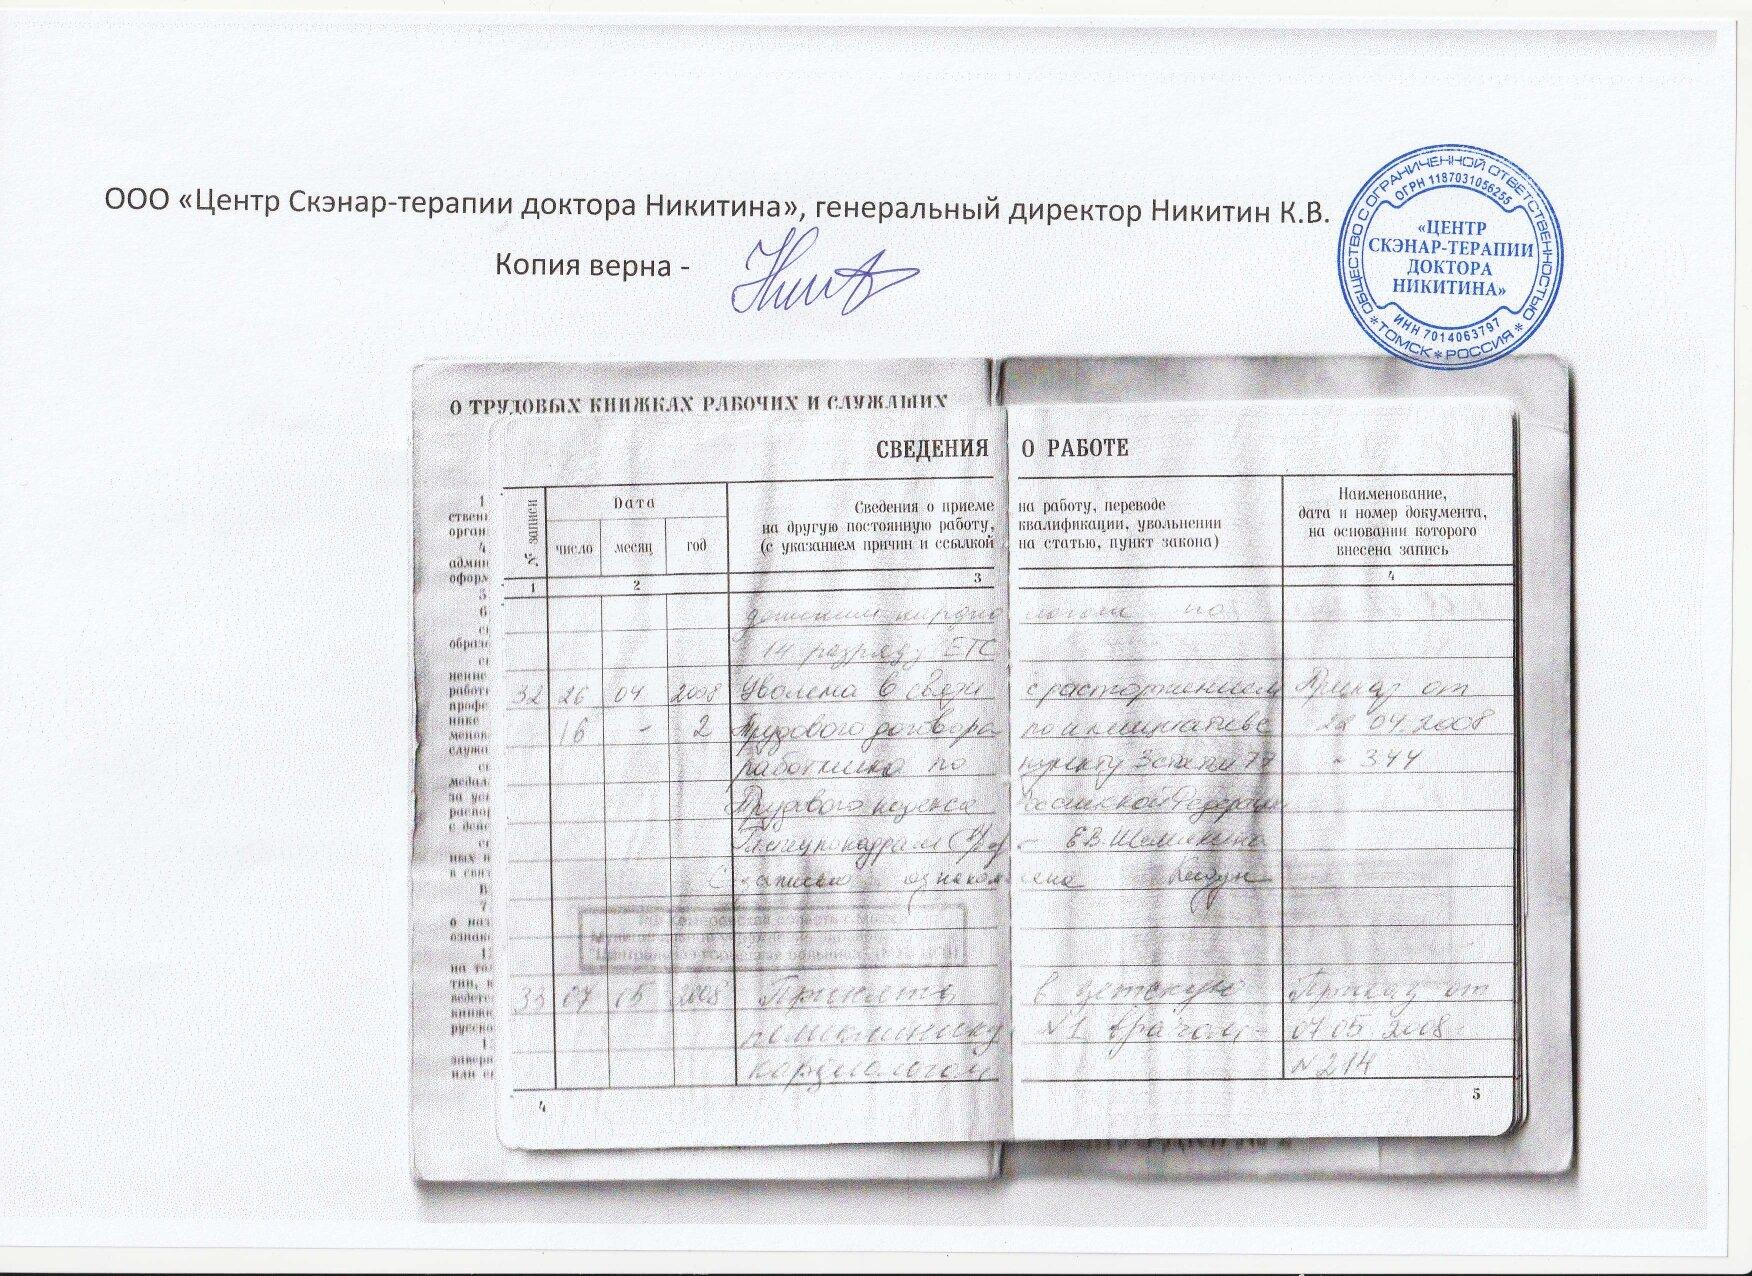 ООО «Центр Скэнар-терапии доктора Никитина», генеральный директор Никитин К.В.
Копия верна -
ОБЩЕСТВО С ОГРАНИЧЕННОЙ ОТВЕТСТВЕННОСТЬЮ
ОГРН 1187031056255
«ЦЕНТР
СКЭНАР-ТЕРАПИИ
ДОКТОРА
НИКИТИНА»
ИНН 7014063797
* ТОМСК * РОССИЯ *
О ТРУДОВЫХ КНИЖКАХ РАБОЧИХ И СЛУЖАЩИХ
СВЕДЕНИЯ О РАБОТЕ
№ записи
Дата
число месяц год
Сведения о приеме на работу, переводе
на другую постоянную работу, квалификации, увольнении
(с указанием причин и ссылкой на статью, пункт закона)
Наименование,
дата и номер документа,
на основании которого
внесена запись
1 2 3 4
по
14 разряду ЕТС
32 26 04 2008 Уволена в связи с расторжением Приказ от
16 - 2 Трудового договора по инициативе 22 04.2008
работника по пункту 3 статьи 77 - 344
Трудового кодекса Российской Федерации
Е.В.
С записью ознакомлена
33 07 05 2008 Принята в детскую Приказ от
поликлинику №1 врачом- 07 05 2008
кардиологом №214
4 5